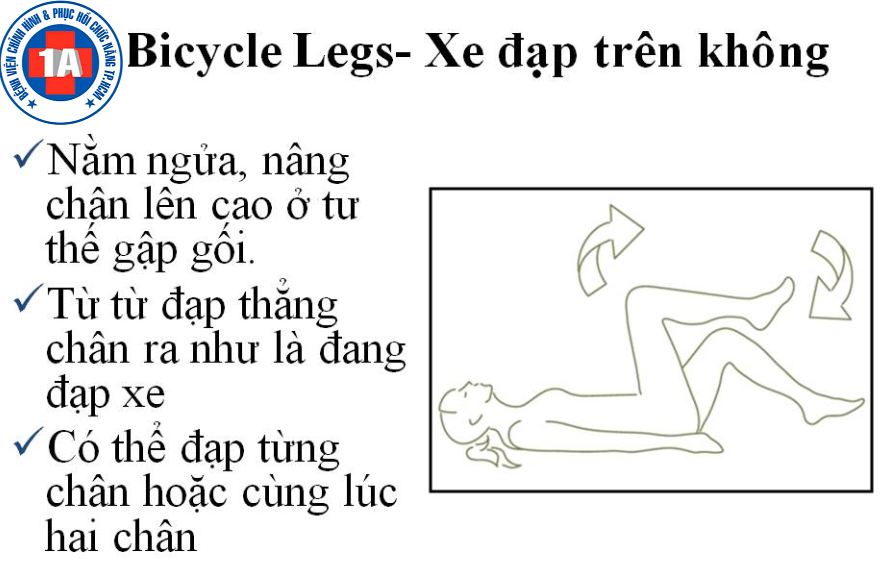 BỆNH VIỆN CHỈNH HÌNH & PHỤC HỒI CHỨC NĂNG TP.HCM
1A
Bicycle Legs- Xe đạp trên không
Nằm ngửa, nâng
chân lên cao ở tư
thế gập gối.
Từ từ đạp thẳng
chân ra như là đang
đạp xe
Có thể đạp từng
chân hoặc cùng lúc
hai chân